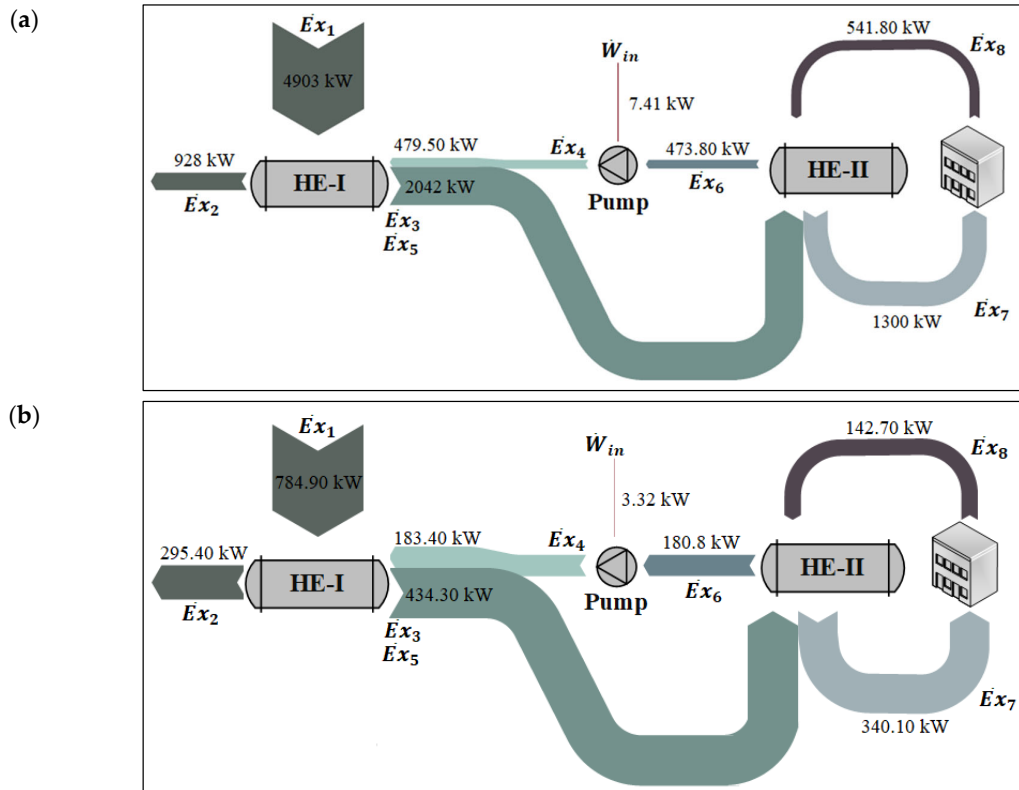 (a)
Ėx₁
541.80 kW
Ẇin
Ėx₈
4903 kW
7.41 kW
928 kW
479.50 kW
Ėx₄
473.80 kW
HE-I
2042 kW
HE-II
Ėx₂
Pump
Ėx₆
Ėx₃
Ėx₅
1300 kW
Ėx₇
(b)
Ėx₁
142.70 kW
Ẇin
Ėx₈
784.90 kW
3.32 kW
295.40 kW
183.40 kW
Ėx₄
180.8 kW
HE-I
434.30 kW
HE-II
Ėx₂
Pump
Ėx₆
Ėx₃
Ėx₅
340.10 kW
Ėx₇